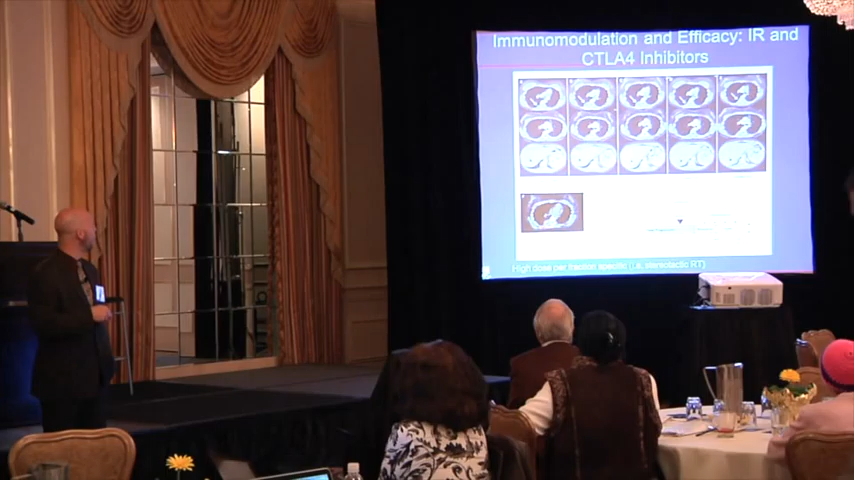 Immunomodulation and Efficacy: IR and
CTLA4 Inhibitors
High dose per fraction specific (i.e. stereotactic RT)